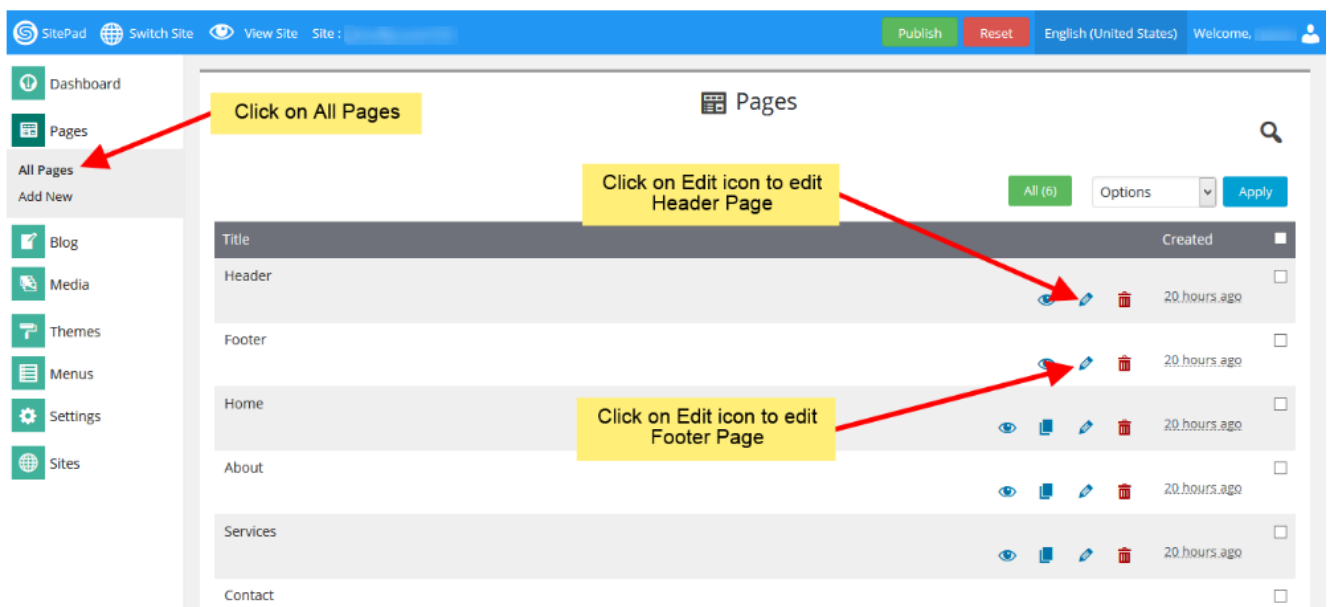 SitePad Switch Site View Site Site : Publish Reset English (United States) Welcome,
Dashboard
Pages
All Pages
Add New
Blog
Media
Themes
Menus
Settings
Sites
Click on All Pages
Pages
Click on Edit icon to edit
Header Page
All (6) Options Apply
Title Created
Header
20 hours ago
Footer
20 hours ago
Click on Edit icon to edit
Footer Page
Home
20 hours ago
About
20 hours ago
Services
20 hours ago
Contact